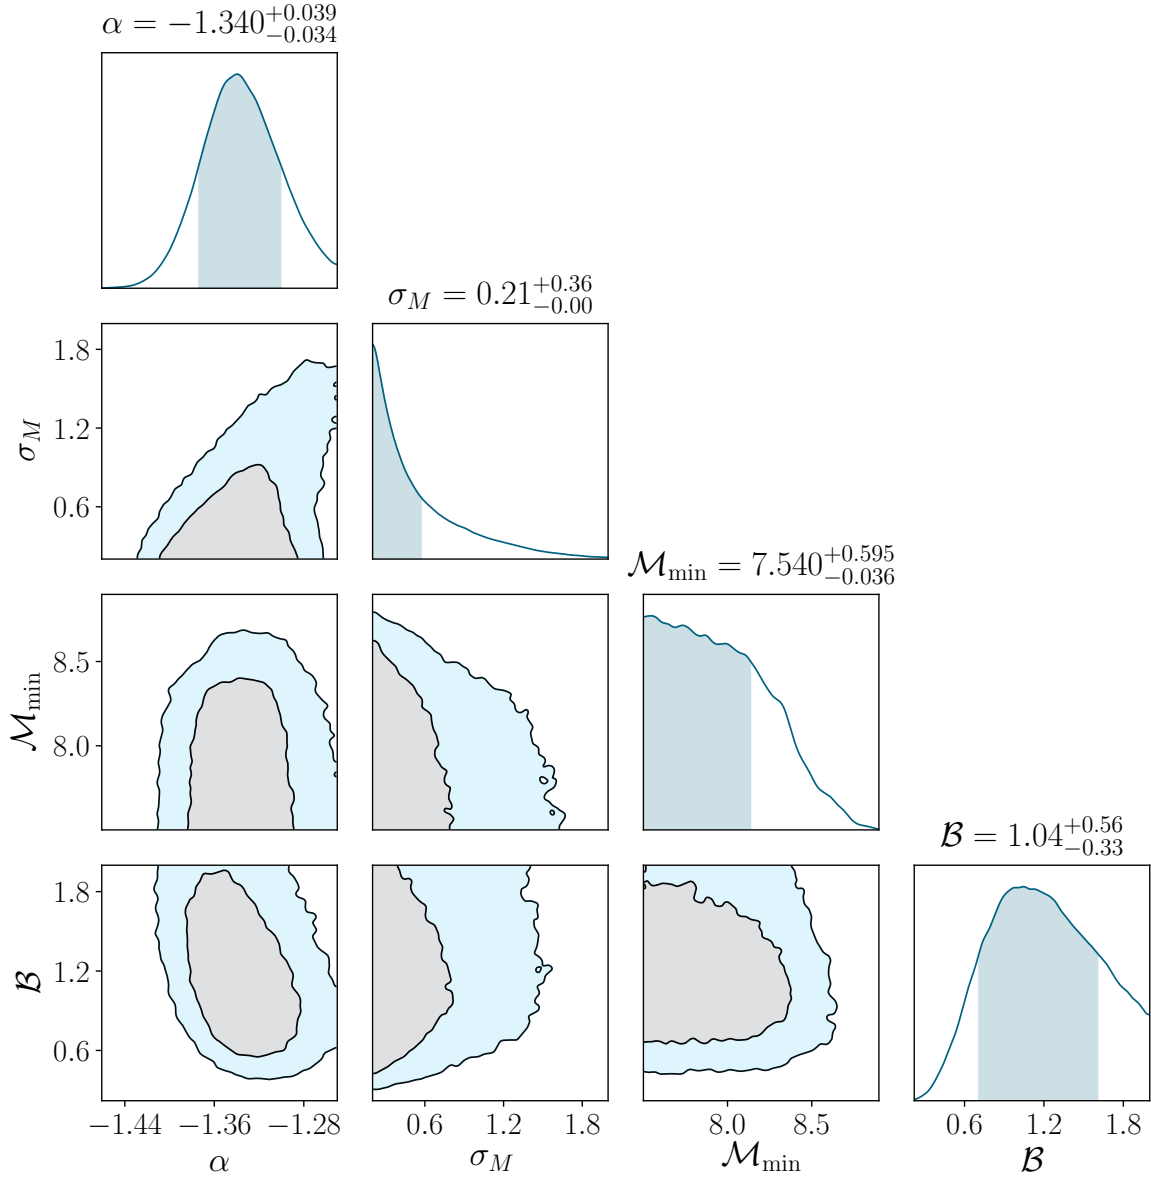 α = −1.340^{+0.039}_{−0.034}
σ_M = 0.21^{+0.36}_{−0.00}
1.8
1.2
0.6
σ_M
ℳ_min = 7.540^{+0.595}_{−0.036}
8.5
8.0
ℳ_min
ℬ = 1.04^{+0.56}_{−0.33}
1.8
1.2
0.6
ℬ
−1.44 −1.36 −1.28 0.6 1.2 1.8 8.0 8.5 0.6 1.2 1.8
α σ_M ℳ_min ℬ